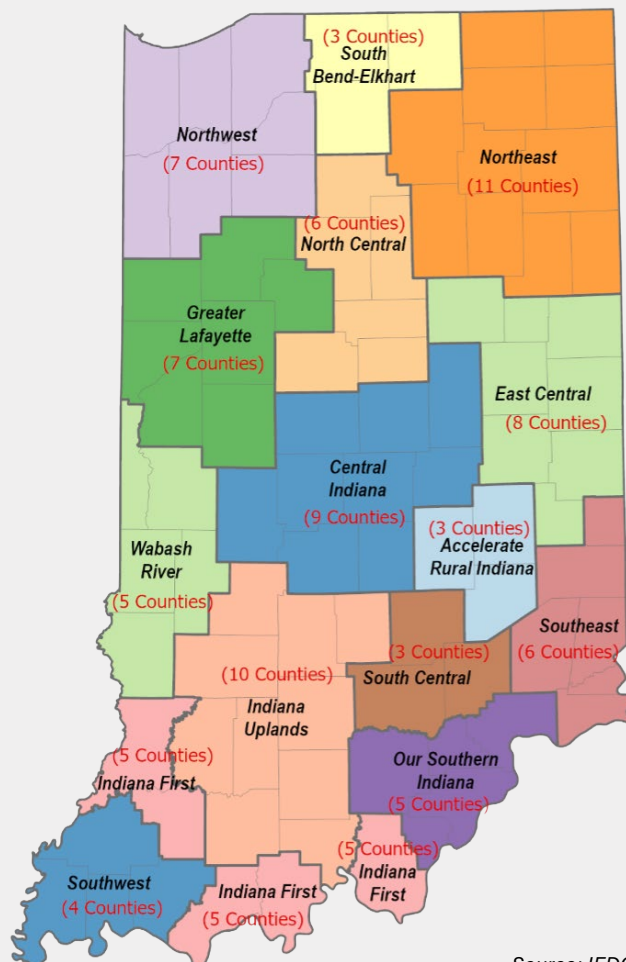 (3 Counties)
South
Bend-Elkhart
Northwest
(7 Counties)
Northeast
(11 Counties)
(6 Counties)
North Central
Greater
Lafayette
(7 Counties)
East Central
(8 Counties)
Central
Indiana
(9 Counties)
(3 Counties)
Accelerate
Rural Indiana
Wabash
River
(5 Counties)
Southeast
(6 Counties)
(3 Counties)
South Central
(10 Counties)
Indiana
Uplands
(5 Counties)
Indiana First
Our Southern
Indiana
(5 Counties)
(5 Counties)
Indiana
First
Southwest
(4 Counties)
Indiana First
(5 Counties)
Source: IEDC